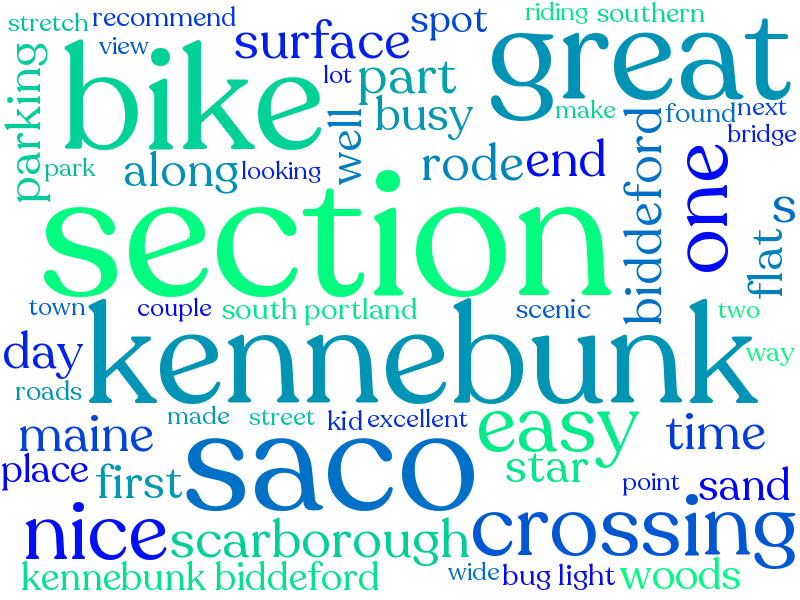 stretch recommend
view
bike
surface
spot
riding southern
great
parking
park
along
looking
lot
well
part
busy
rode
end
make
found
next
bridge
biddeford
one
s
flat
section
town
couple
south portland
scenic
two
way
day
kennebunk
roads
made
street
kid
excellent
easy
time
maine
place
first
saco
star
point
sand
nice
scarborough
crossing
kennebunk biddeford
wide
bug light
woods